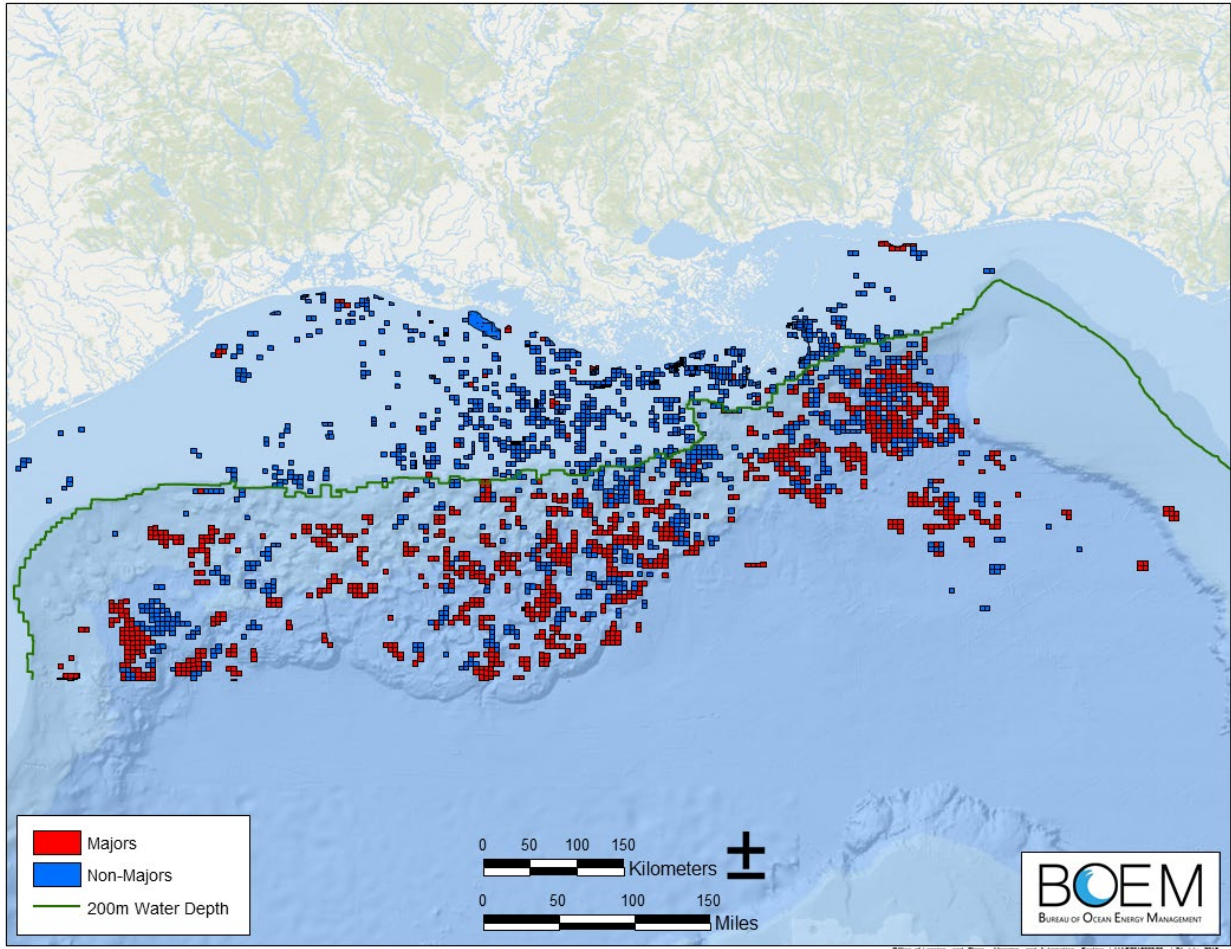 Majors
Non-Majors
200m Water Depth
0 50 100 150
Kilometers
0 50 100 150
Miles
BOEM
BUREAU OF OCEAN ENERGY MANAGEMENT